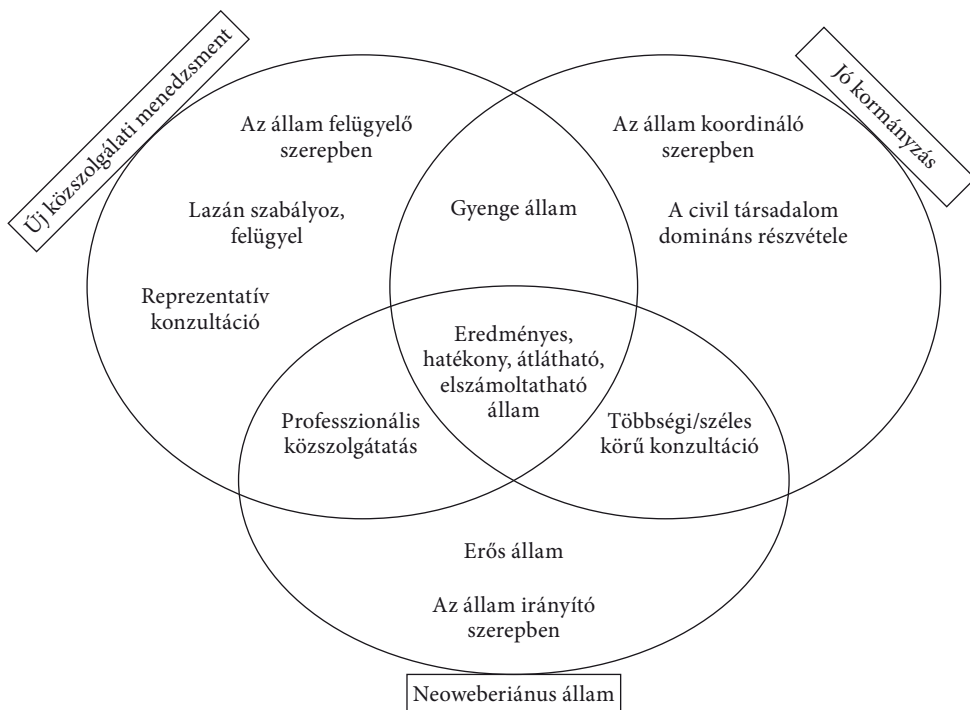 Új közszolgálati menedzsment
Jó kormányzás
Az állam felügyelő
szerepben
Lazán szabályoz,
felügyel
Reprezentatív
konzultáció
Gyenge állam
Az állam koordináló
szerepben
A civil társadalom
domináns részvétele
Eredményes,
hatékony, átlátható,
elszámoltatható
állam
Professzionális
közszolgátatás
Többségi/széles
körű konzultáció
Erős állam
Az állam irányító
szerepben
Neoweberiánus állam